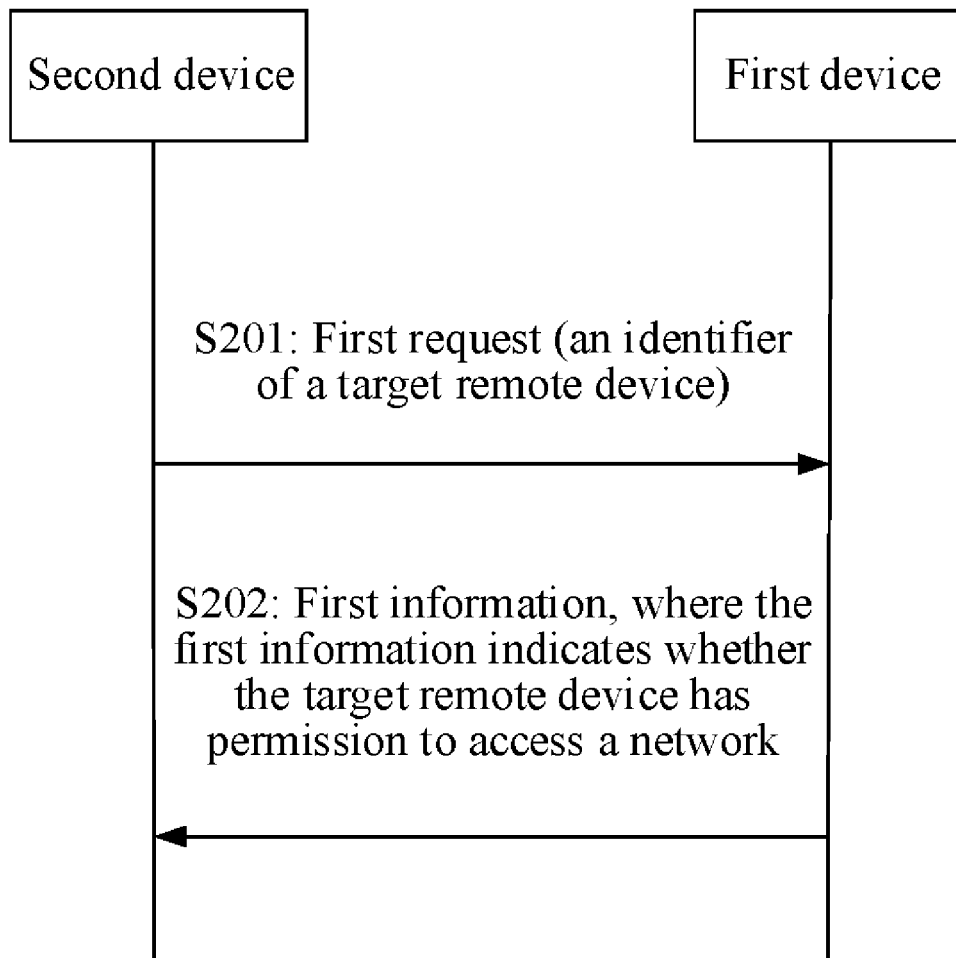 Second device
First device
S201: First request (an identifier
of a target remote device)
S202: First information, where the
first information indicates whether
the target remote device has
permission to access a network